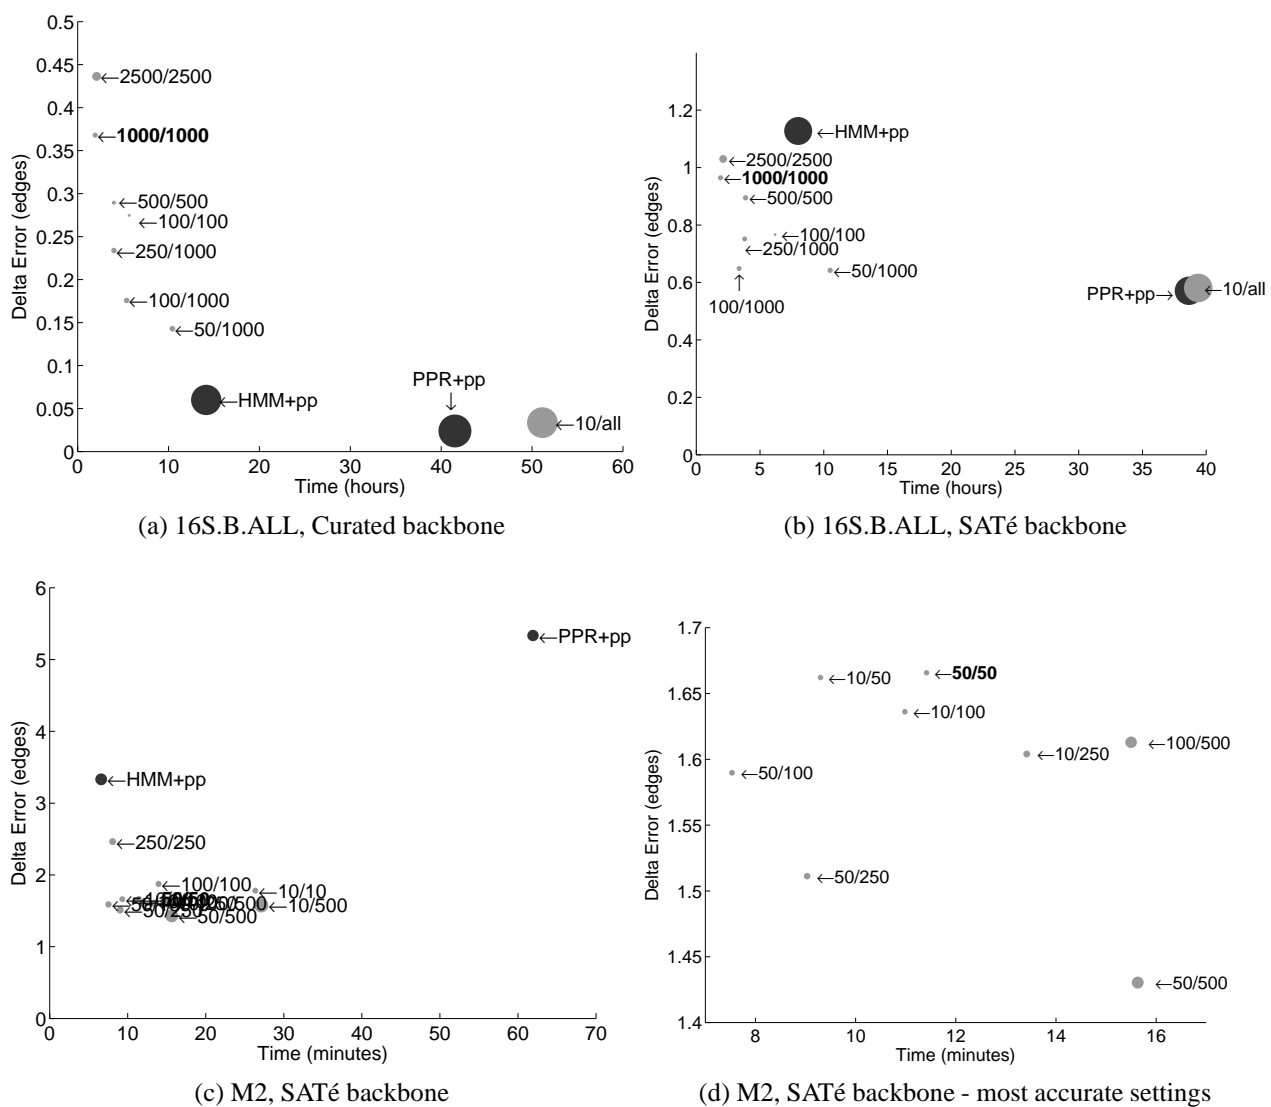 0.5
0.45
0.4
0.35
0.3
0.25
0.2
0.15
0.1
0.05
0
Delta Error (edges)
←2500/2500
←1000/1000
←500/500
←100/100
←250/1000
←100/1000
←50/1000
←HMM+pp
PPR+pp
↓
←10/all
0 10 20 30 40 50 60
Time (hours)
(a) 16S.B.ALL, Curated backbone
1.2
1
0.8
0.6
0.4
0.2
0
Delta Error (edges)
←HMM+pp
←2500/2500
←1000/1000
←500/500
←100/100
←250/1000
←50/1000
↑
100/1000
PPR+pp→
←10/all
0 5 10 15 20 25 30 35 40
Time (hours)
(b) 16S.B.ALL, SATé backbone
6
5
4
3
2
1
0
Delta Error (edges)
←PPR+pp
←HMM+pp
←250/250
←100/100
←10/10
←10/500
←50/250
←50/500
0 10 20 30 40 50 60 70
Time (minutes)
(c) M2, SATé backbone
1.7
1.65
1.6
1.55
1.5
1.45
1.4
Delta Error (edges)
←10/50
←50/50
←10/100
←100/500
←10/250
←50/100
←50/250
←50/500
8 10 12 14 16
Time (minutes)
(d) M2, SATé backbone - most accurate settings